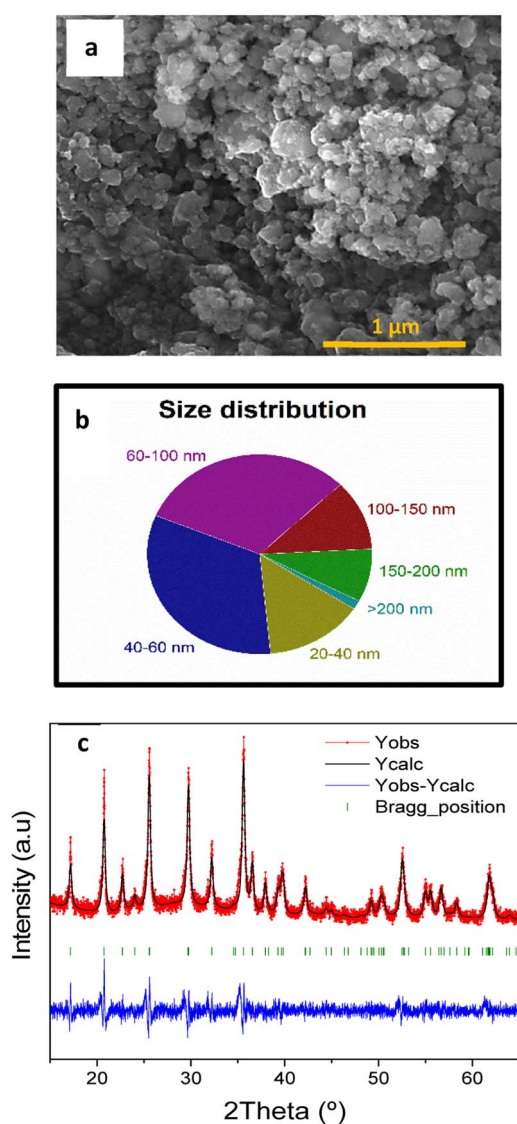 a
1 µm
b
Size distribution
60-100 nm
100-150 nm
150-200 nm
>200 nm
20-40 nm
40-60 nm
c
Yobs
Ycalc
Yobs-Ycalc
Bragg_position
Intensity (a.u)
20 30 40 50 60
2Theta (º)